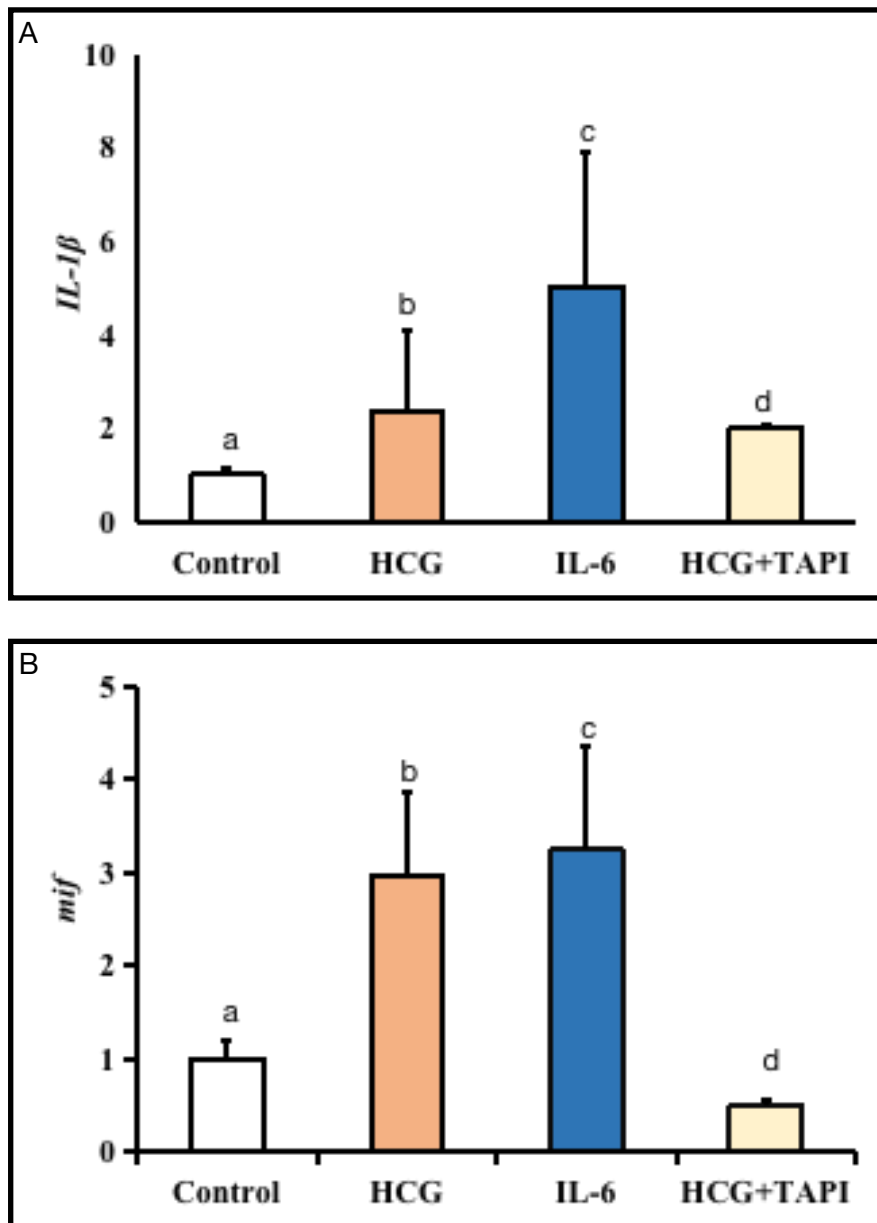 A
10
8
6
4
2
0
IL-1β
a
b
c
d
Control HCG IL-6 HCG+TAPI
B
5
4
3
2
1
0
mif
a
b
c
d
Control HCG IL-6 HCG+TAPI